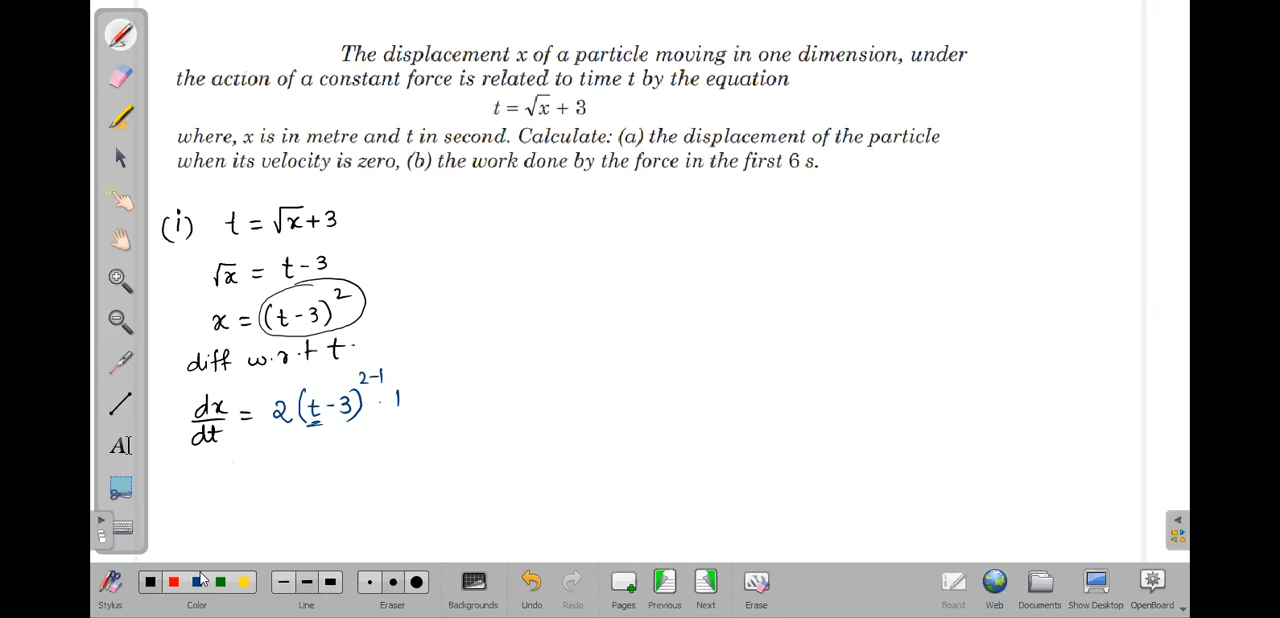 The displacement x of a particle moving in one dimension, under
the action of a constant force is related to time t by the equation
t = √x + 3
where, x is in metre and t in second. Calculate: (a) the displacement of the particle
when its velocity is zero, (b) the work done by the force in the first 6 s.
(i) t = √x + 3
√x = t - 3
x = (t - 3)²
diff w.r.t t.
dx/dt = 2(t - 3)²⁻¹ · 1
A
Stylus Color Line Eraser Backgrounds Undo Redo Pages Previous Next Erase Board Web Documents Show Desktop OpenBoard